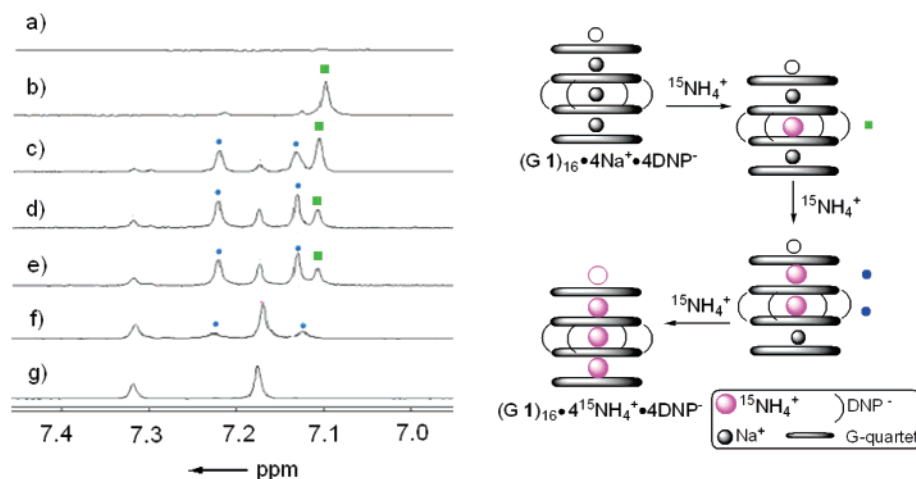 a)
b)
c)
d)
e)
f)
g)
7.4 7.3 7.2 7.1 7.0
ppm
¹⁵NH₄⁺
(G 1)₁₆•4Na⁺•4DNP⁻
¹⁵NH₄⁺
¹⁵NH₄⁺
(G 1)₁₆•4¹⁵NH₄⁺•4DNP⁻
¹⁵NH₄⁺ DNP⁻
Na⁺ G-quartet